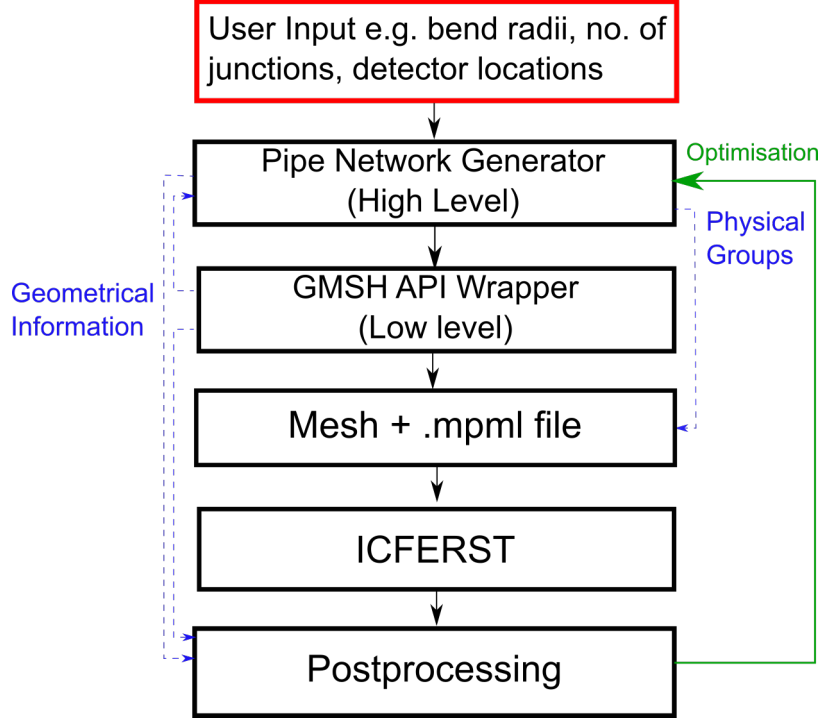 User Input e.g. bend radii, no. of
junctions, detector locations
Optimisation
Pipe Network Generator
(High Level)
Physical
Groups
GMSH API Wrapper
(Low level)
Geometrical
Information
Mesh + .mpml file
ICFERST
Postprocessing